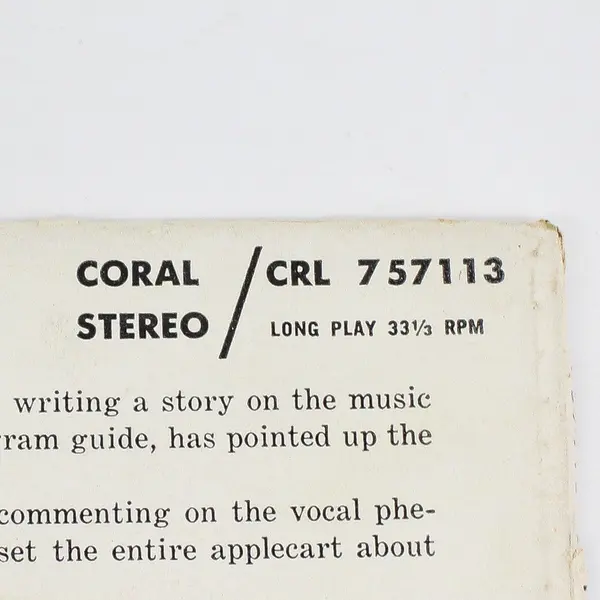 CORAL / CRL 757113
STEREO LONG PLAY 33⅓ RPM
writing a story on the music
gram guide, has pointed up the
commenting on the vocal phe-
set the entire applecart about